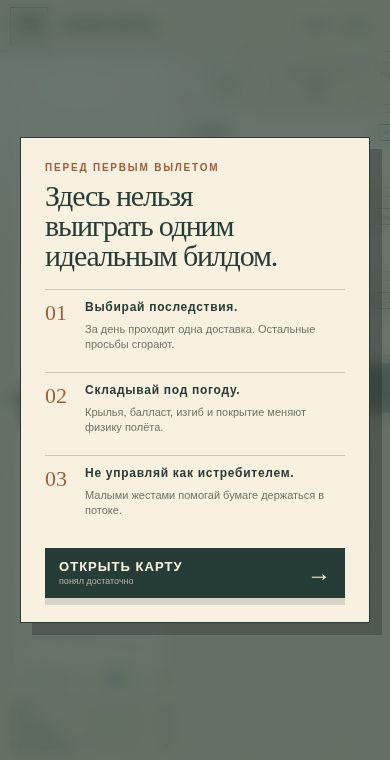 ПЕРЕД ПЕРВЫМ ВЫЛЕТОМ
Здесь нельзя
выиграть одним
идеальным билдом.
01
Выбирай последствия.
За день проходит одна доставка. Остальные
просьбы сгорают.
02
Складывай под погоду.
Крылья, балласт, изгиб и покрытие меняют
физику полёта.
03
Не управляй как истребителем.
Малыми жестами помогай бумаге держаться в
потоке.
ОТКРЫТЬ КАРТУ
понял достаточно
→